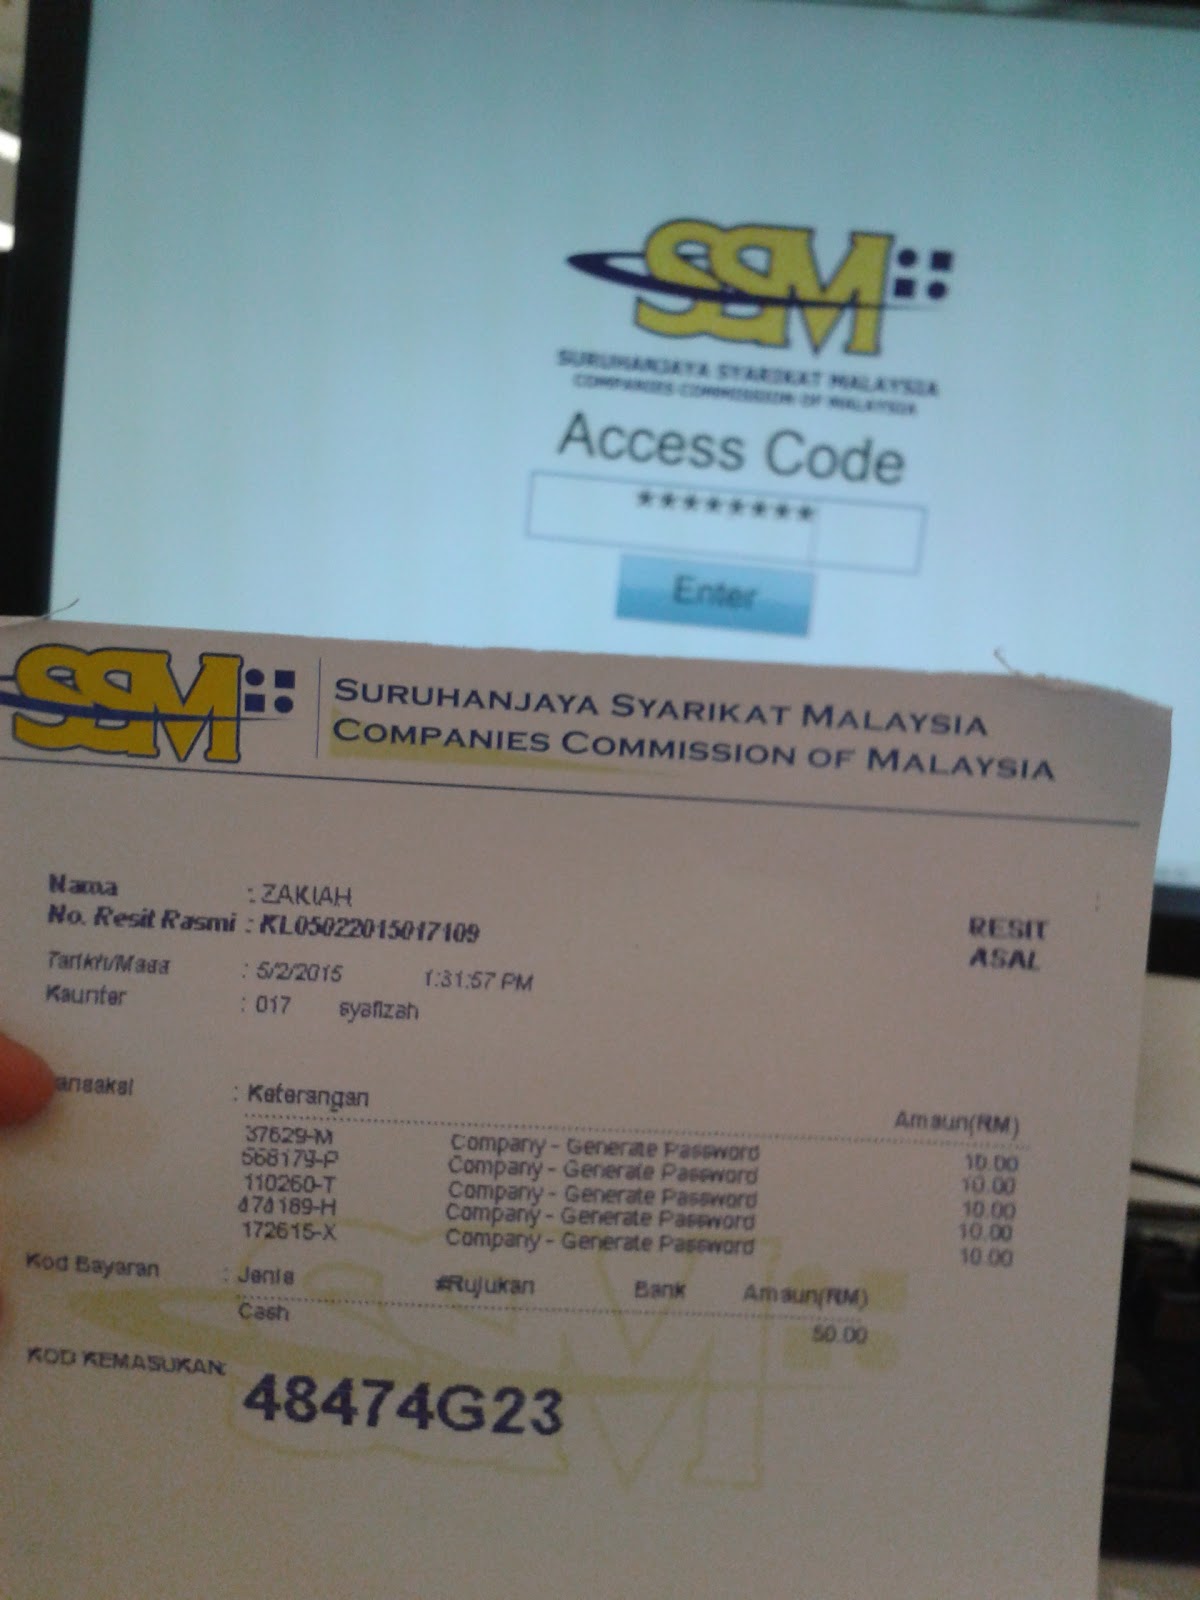 SSM
SURUHANJAYA SYARIKAT MALAYSIA
COMPANIES COMMISSION OF MALAYSIA
Access Code
********
Enter
SSM
SURUHANJAYA SYARIKAT MALAYSIA
COMPANIES COMMISSION OF MALAYSIA
Nama : ZAKIAH
No. Resit Rasmi : KL05022015017109
RESIT
ASAL
Tarikh/Masa : 5/2/2015 1:31:57 PM
Kaunter : 017 syafizah
ansaksi : Keterangan Amaun(RM)
37629-M Company - Generate Password 10.00
568179-P Company - Generate Password 10.00
110260-T Company - Generate Password 10.00
Company - Generate Password 10.00
172615-X Company - Generate Password 10.00
Kod Bayaran : Jenis #Rujukan Bank Amaun(RM)
Cash 50.00
KOD KEMASUKAN:
48474G23